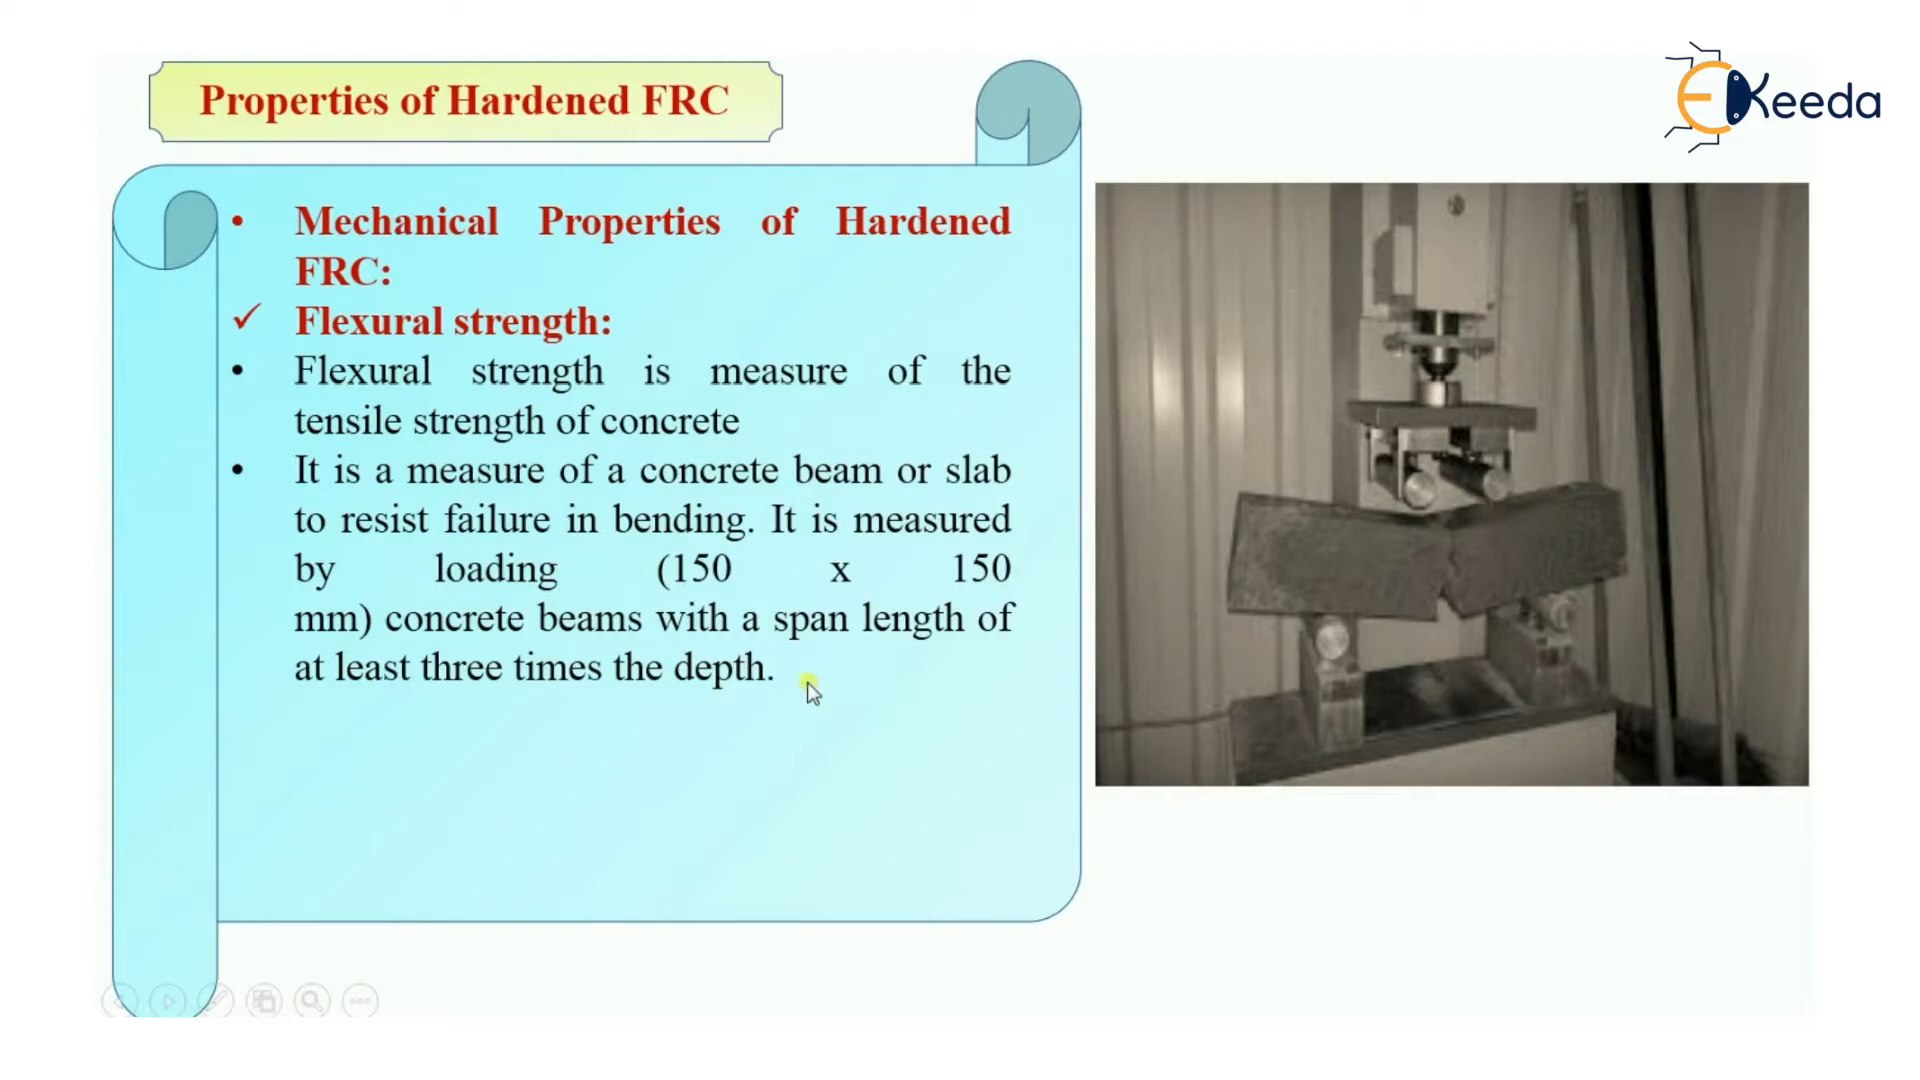 Properties of Hardened FRC
EKeeda
• Mechanical Properties of Hardened
FRC:
✓ Flexural strength:
• Flexural strength is measure of the
tensile strength of concrete
• It is a measure of a concrete beam or slab
to resist failure in bending. It is measured
by loading (150 x 150
mm) concrete beams with a span length of
at least three times the depth.